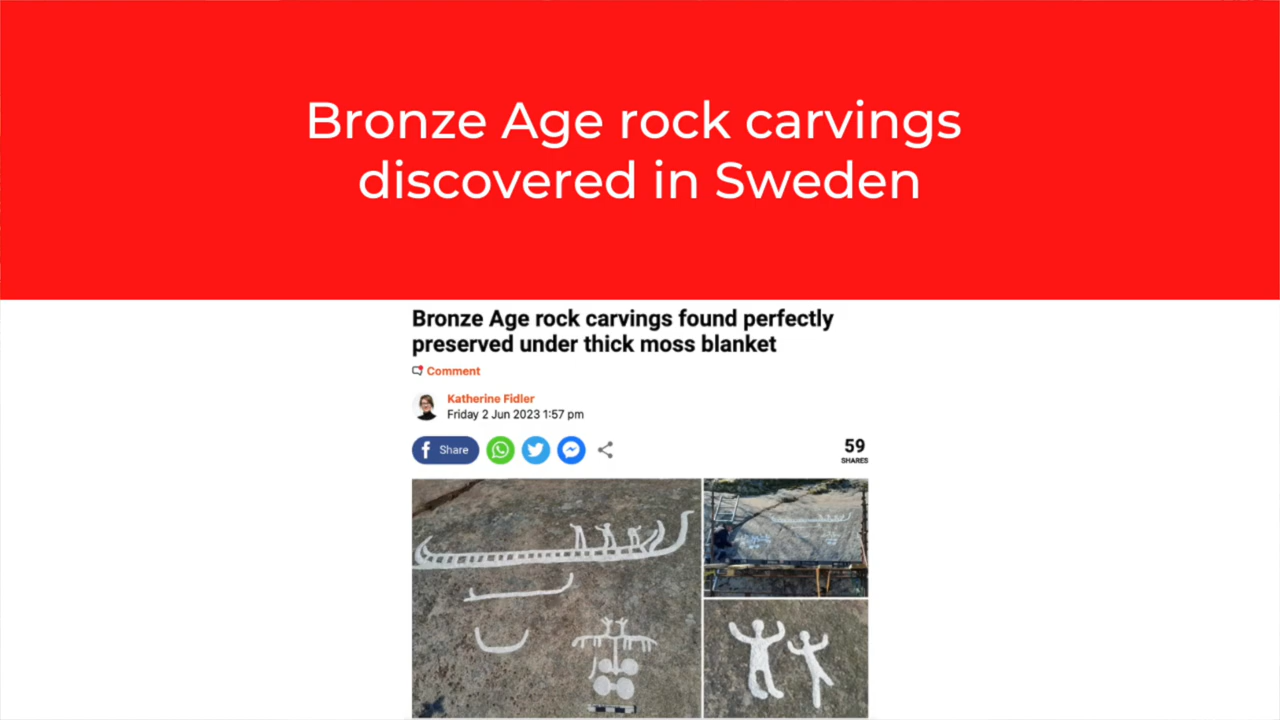 Bronze Age rock carvings
discovered in Sweden
Bronze Age rock carvings found perfectly
preserved under thick moss blanket
Comment
Katherine Fidler
Friday 2 Jun 2023 1:57 pm
Share
59
SHARES